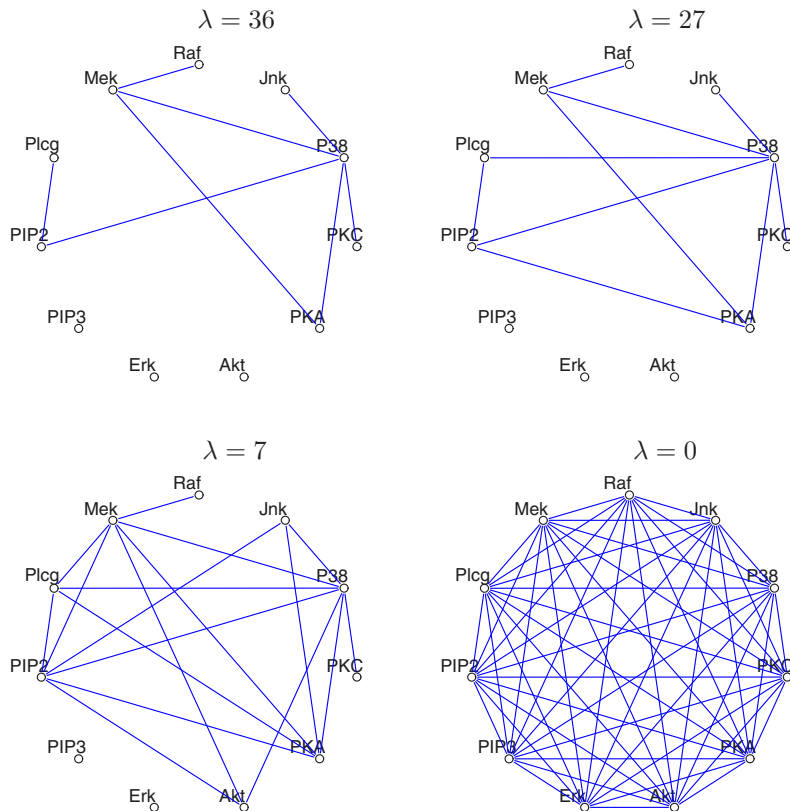 λ = 36
Raf
Mek
Jnk
Plcg
P38
PIP2
PKC
PIP3
PKA
Erk
Akt
λ = 27
Raf
Mek
Jnk
Plcg
P38
PIP2
PKC
PIP3
PKA
Erk
Akt
λ = 7
Raf
Mek
Jnk
Plcg
P38
PIP2
PKC
PIP3
PKA
Erk
Akt
λ = 0
Raf
Mek
Jnk
Plcg
P38
PIP2
PKC
PIP3
PKA
Erk
Akt